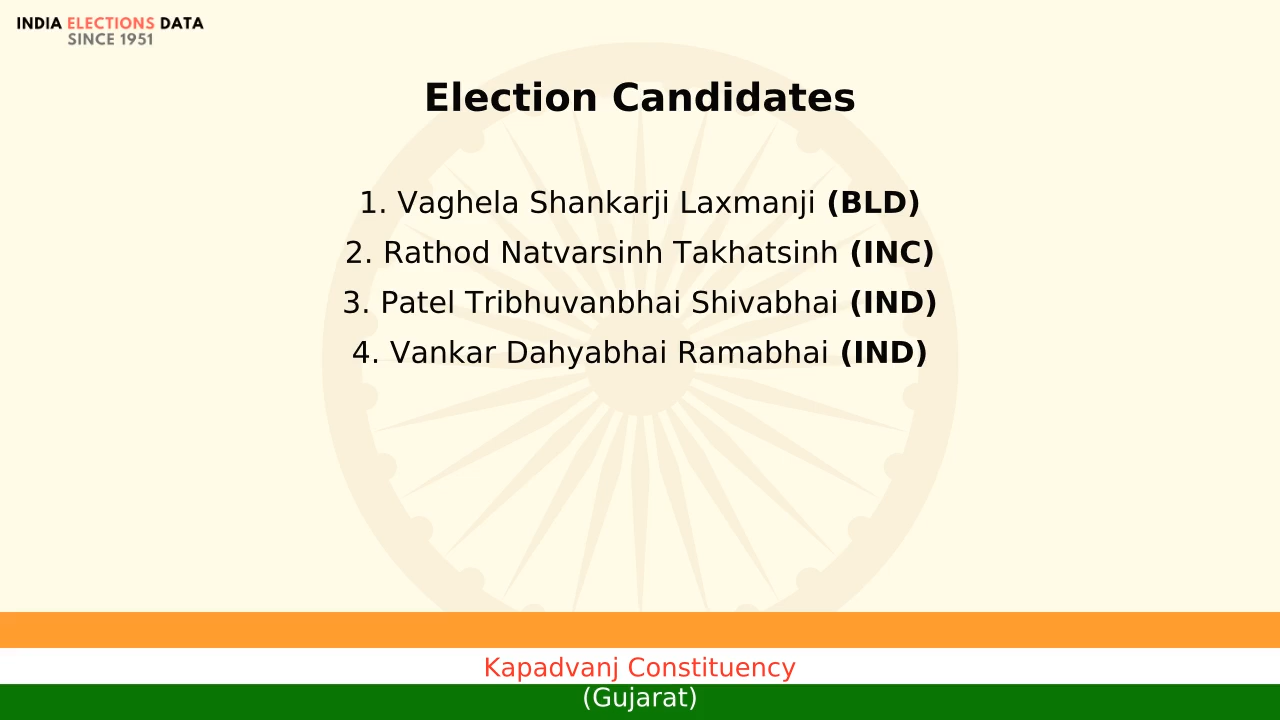 INDIA ELECTIONS DATA
SINCE 1951
Election Candidates
1. Vaghela Shankarji Laxmanji (BLD)
2. Rathod Natvarsinh Takhatsinh (INC)
3. Patel Tribhuvanbhai Shivabhai (IND)
4. Vankar Dahyabhai Ramabhai (IND)
Kapadvanj Constituency
(Gujarat)